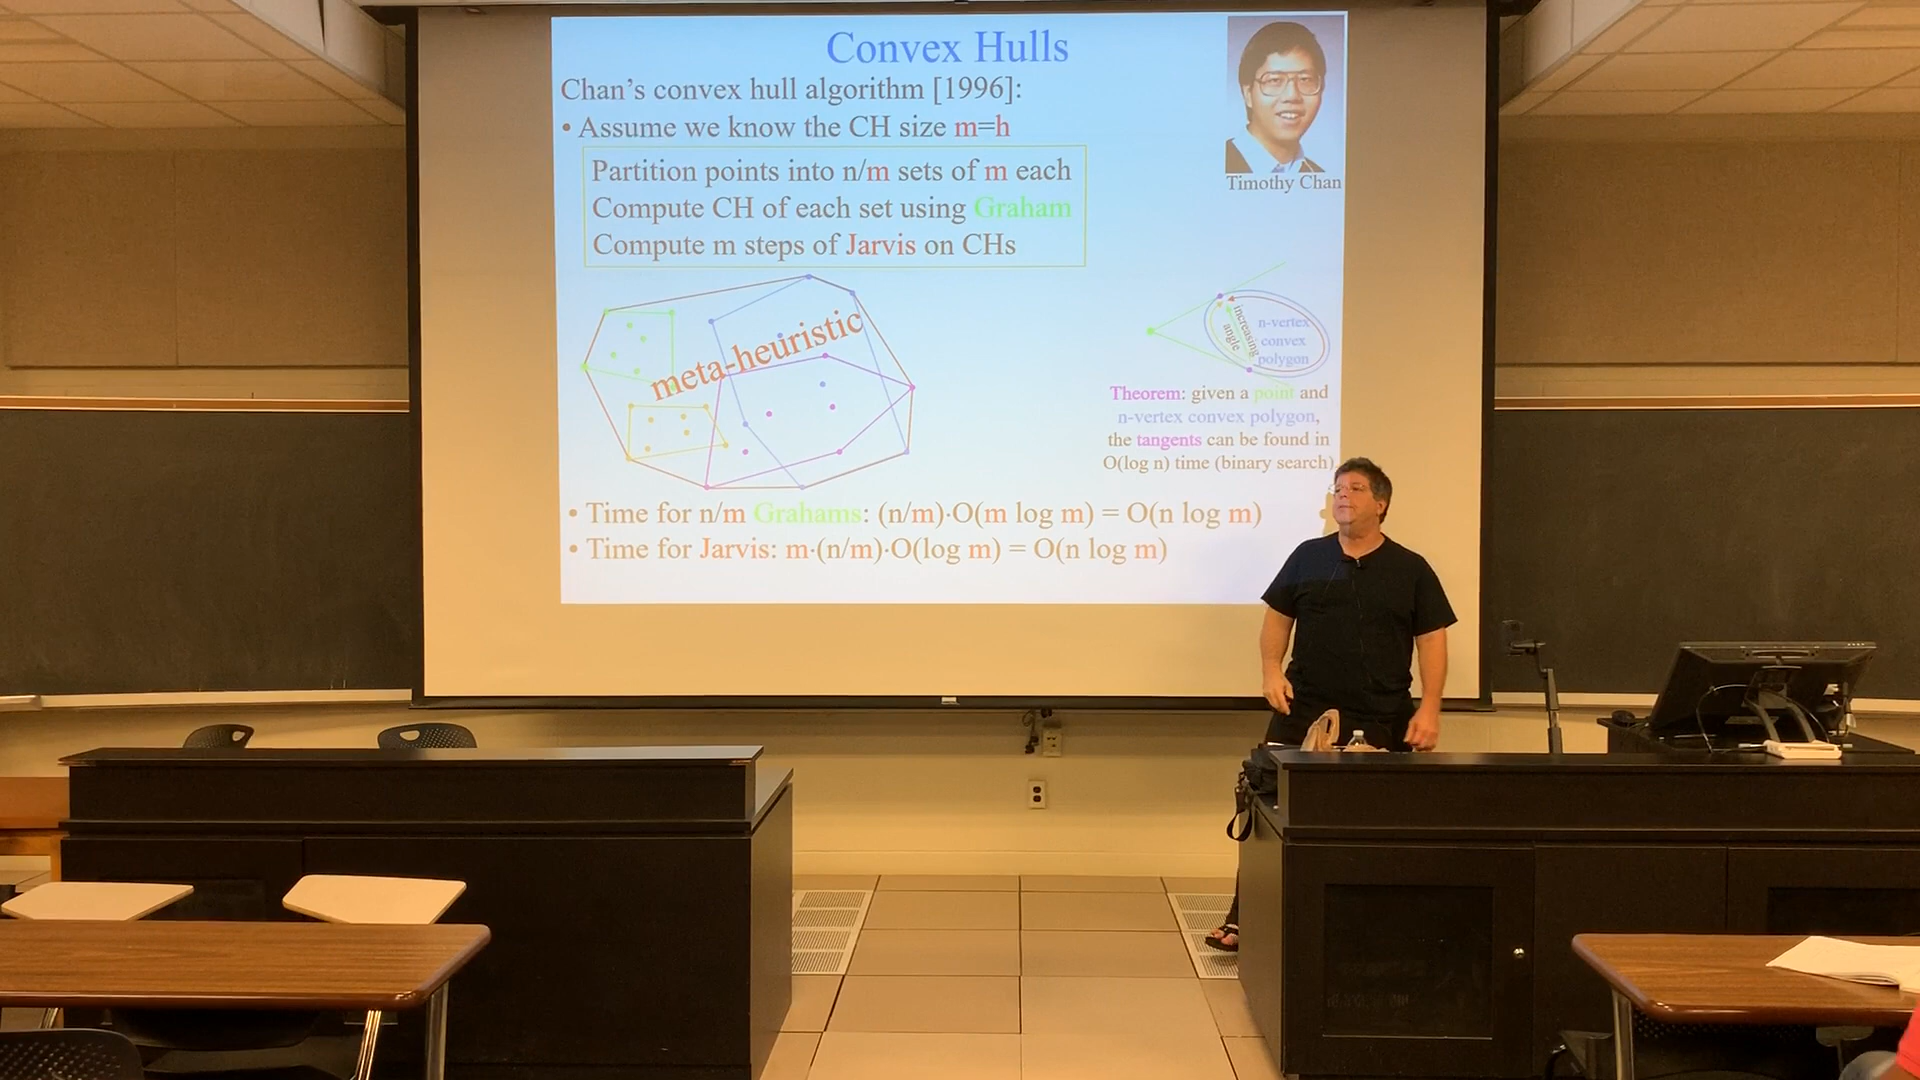 Convex Hulls
Chan's convex hull algorithm [1996]:
• Assume we know the CH size m=h
Partition points into n/m sets of m each
Compute CH of each set using Graham
Compute m steps of Jarvis on CHs
Timothy Chan
meta-heuristic
increasing
angle
n-vertex
convex
polygon
Theorem: given a point and
n-vertex convex polygon,
the tangents can be found in
O(log n) time (binary search)
• Time for n/m Grahams: (n/m)·O(m log m) = O(n log m)
• Time for Jarvis: m·(n/m)·O(log m) = O(n log m)